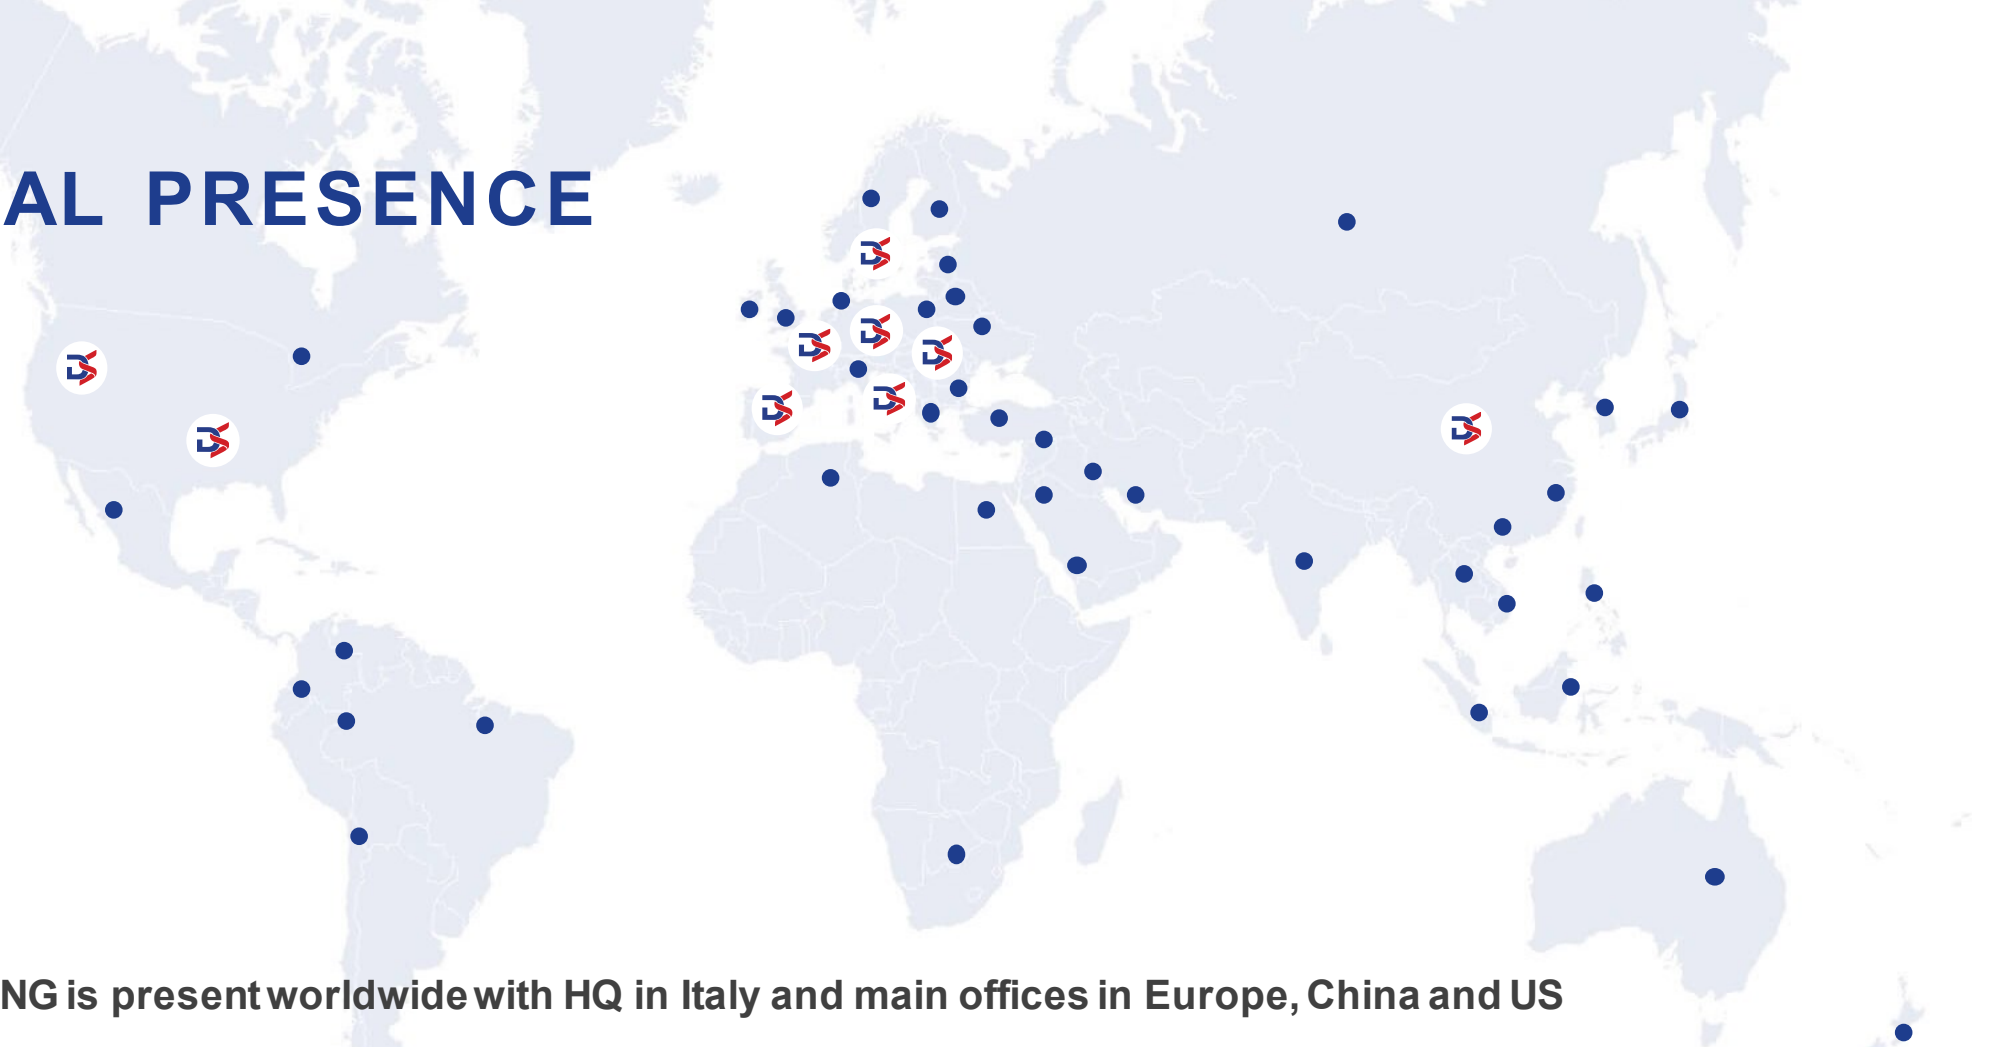 AL PRESENCE
NG is present worldwide with HQ in Italy and main offices in Europe, China and US